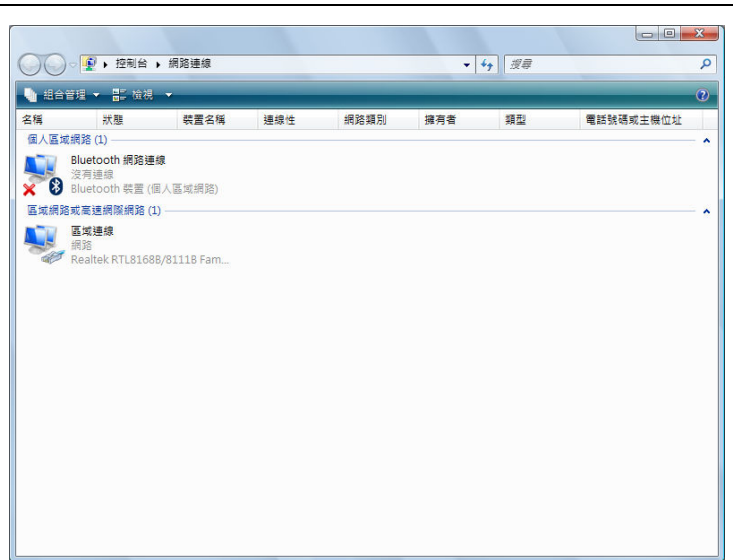 控制台 ▸ 網路連線
搜尋
組合管理 檢視
名稱 狀態 裝置名稱 連線性 網路類別 擁有者 類型 電話號碼或主機位址
個人區域網路 (1)
Bluetooth 網路連線
沒有連線
Bluetooth 裝置 (個人區域網路)
區域網路或高速網際網路 (1)
區域連線
網路
Realtek RTL8168B/8111B Fam...